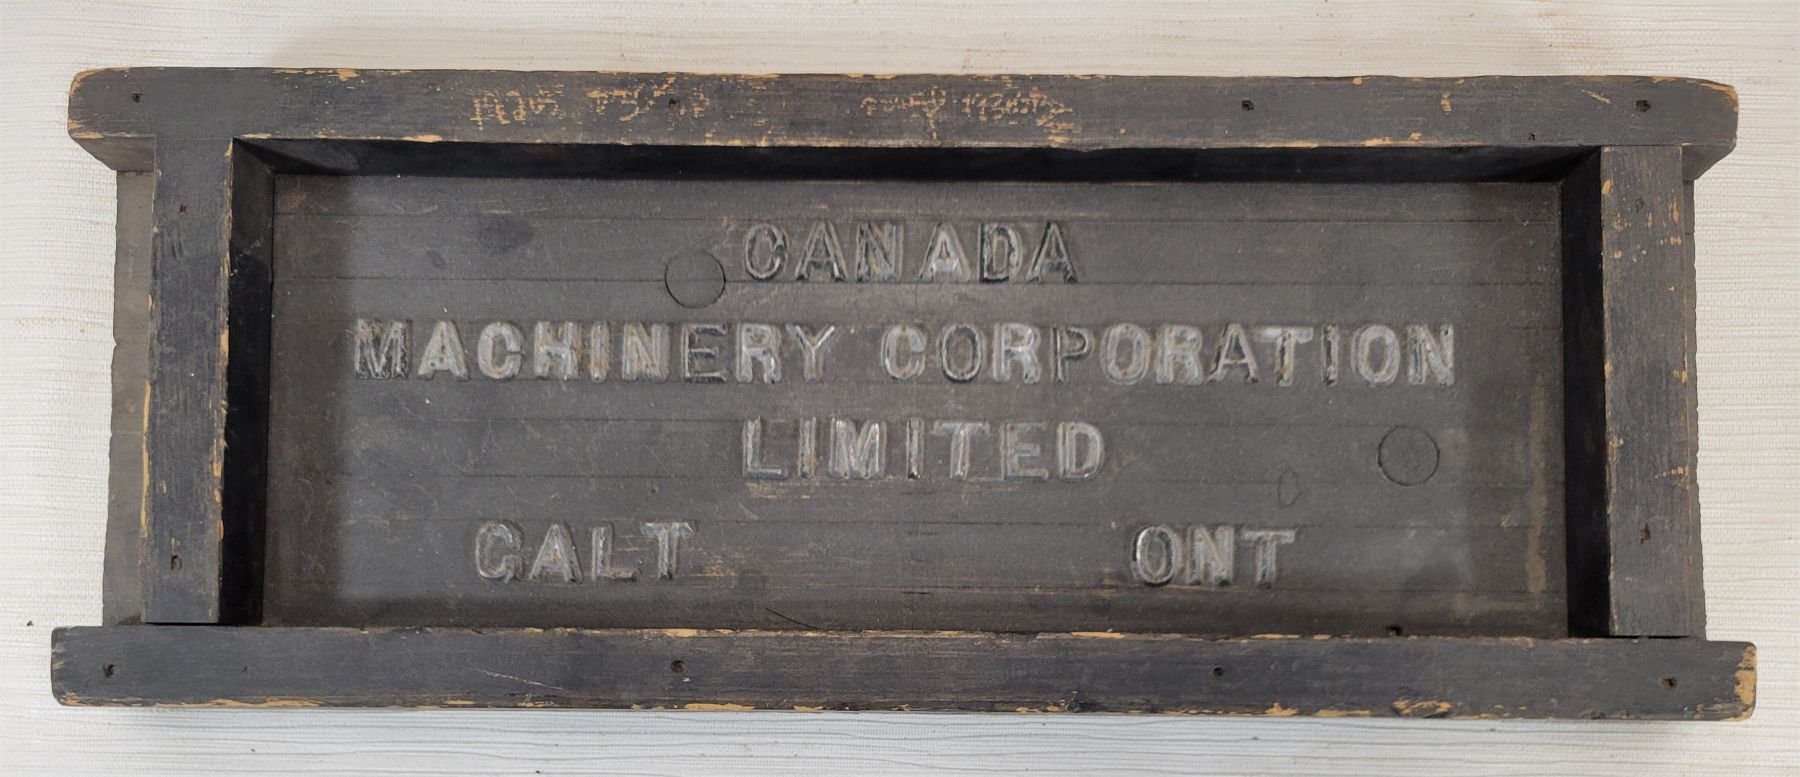 CANADA
MACHINERY CORPORATION
LIMITED
GALT ONT